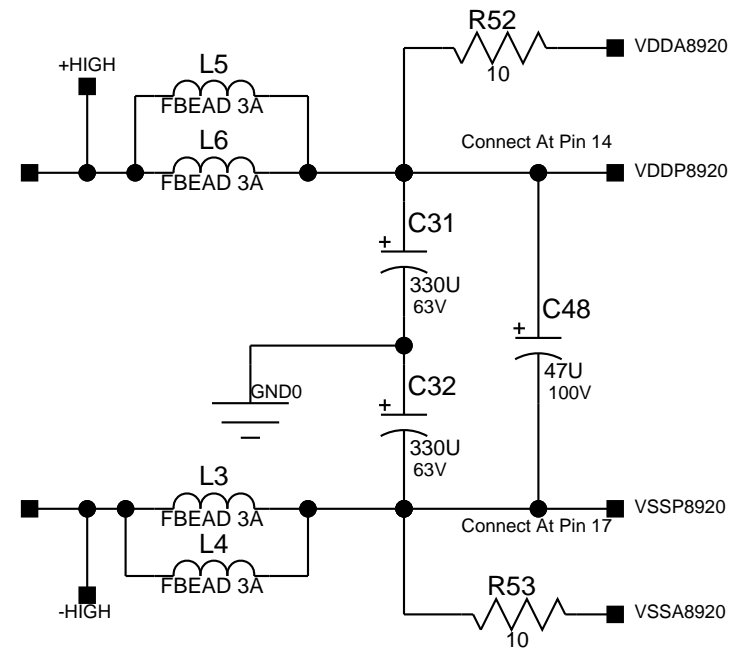 R52
VDDA8920
10
+HIGH
L5
FBEAD 3A
L6
FBEAD 3A
Connect At Pin 14
VDDP8920
C31
+
330U
63V
C48
+
47U
100V
GND0
C32
+
330U
63V
L3
FBEAD 3A
VSSP8920
Connect At Pin 17
L4
FBEAD 3A
-HIGH
R53
VSSA8920
10